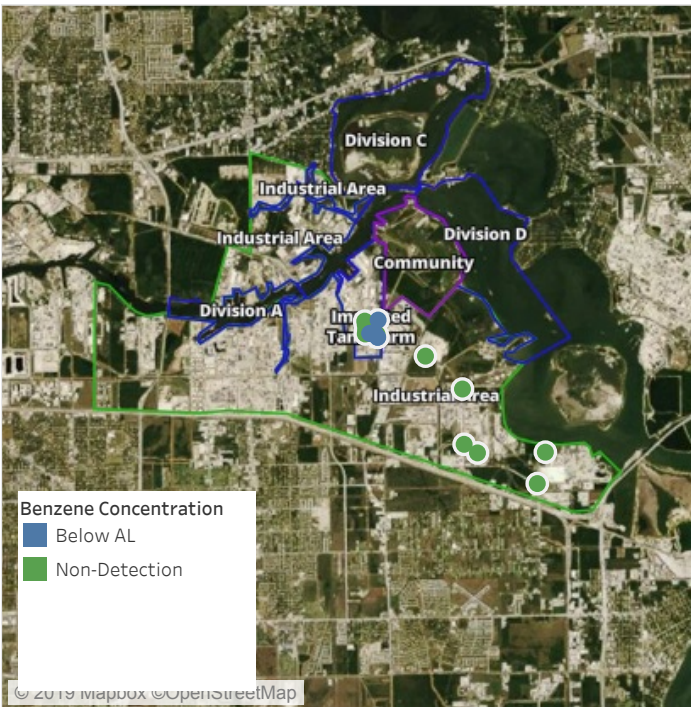 Division C
Industrial Area
Division D
Industrial Area
Community
Division A
Industrial Area
Benzene Concentration
Below AL
Non-Detection
© 2019 Mapbox ©OpenStreetMap